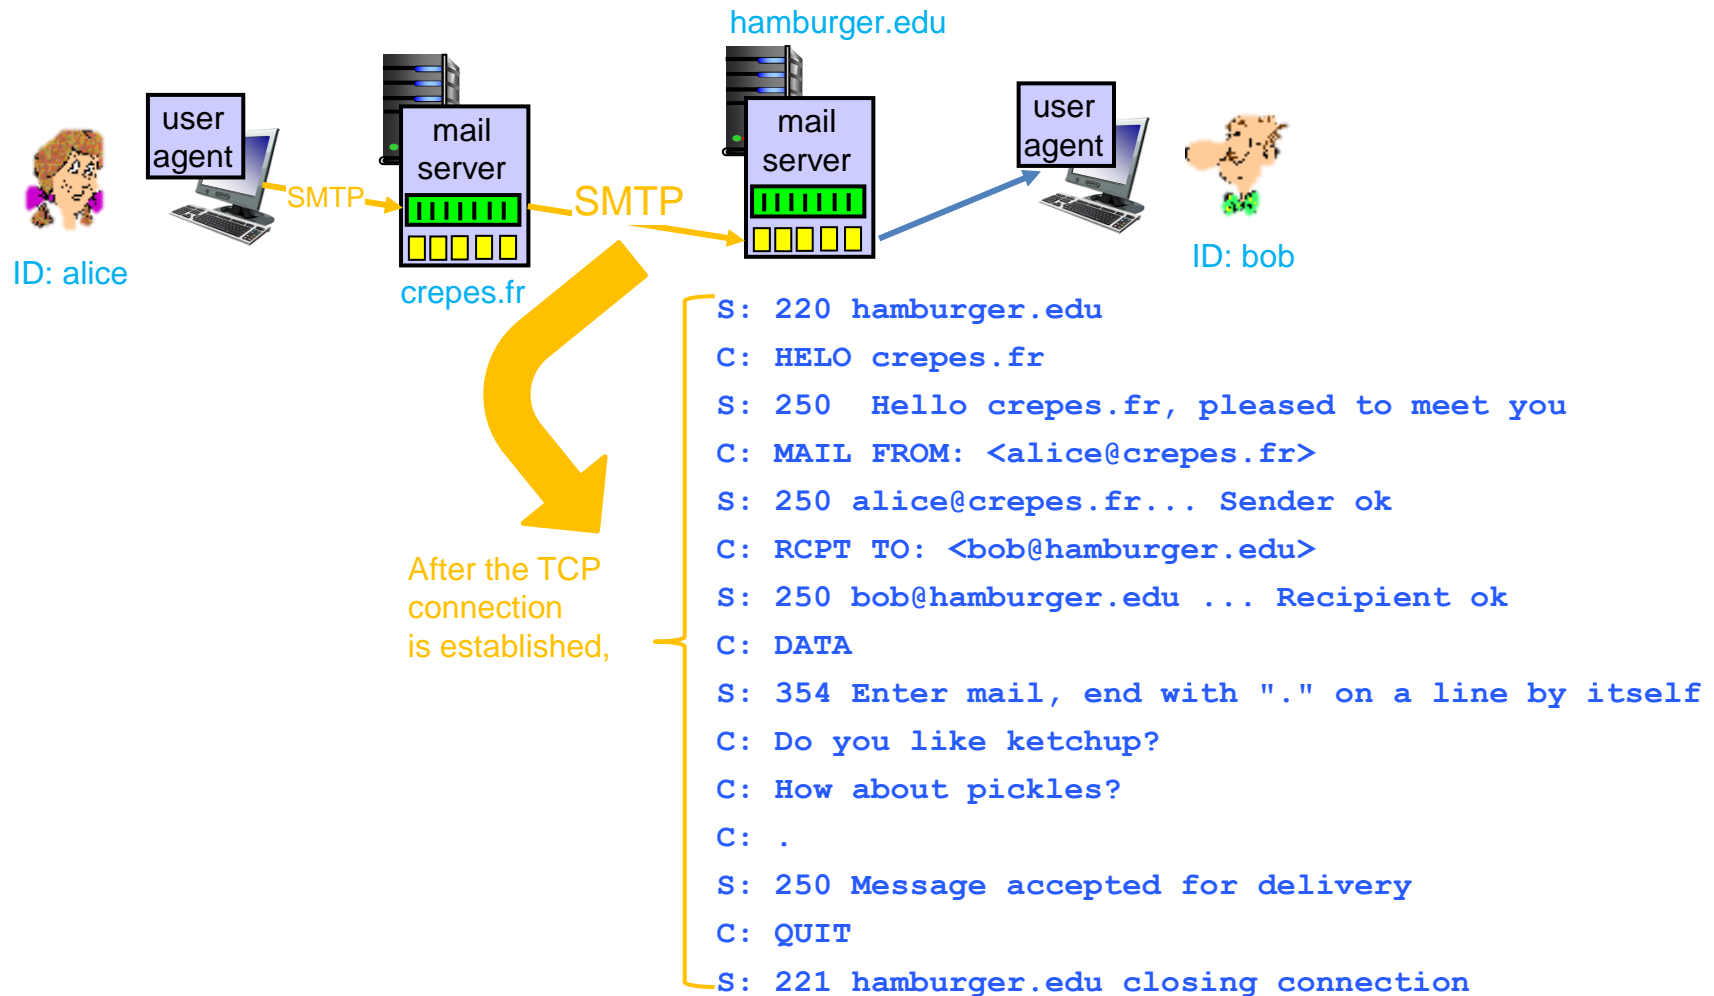 hamburger.edu
user
agent
mail
server
mail
server
user
agent
SMTP
SMTP
ID: alice
crepes.fr
ID: bob
After the TCP
connection
is established,
S: 220 hamburger.edu
C: HELO crepes.fr
S: 250  Hello crepes.fr, pleased to meet you
C: MAIL FROM: <alice@crepes.fr>
S: 250 alice@crepes.fr... Sender ok
C: RCPT TO: <bob@hamburger.edu>
S: 250 bob@hamburger.edu ... Recipient ok
C: DATA
S: 354 Enter mail, end with "." on a line by itself
C: Do you like ketchup?
C: How about pickles?
C: .
S: 250 Message accepted for delivery
C: QUIT
S: 221 hamburger.edu closing connection